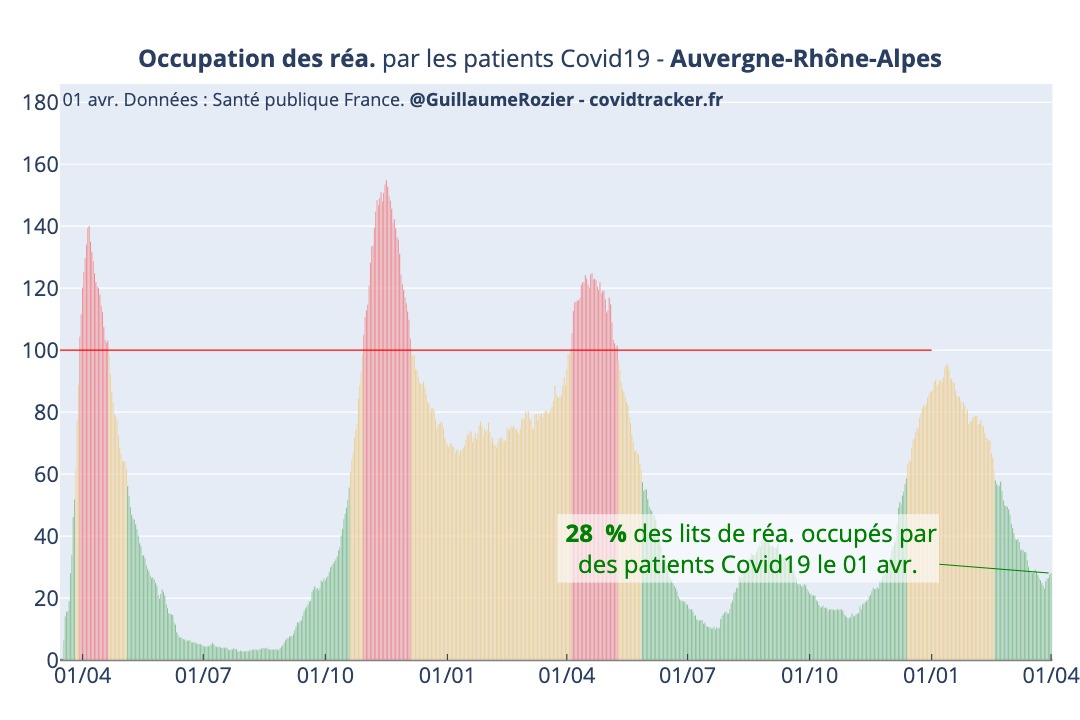 Occupation des réa. par les patients Covid19 - Auvergne-Rhône-Alpes
01 avr. Données : Santé publique France. @GuillaumeRozier - covidtracker.fr
180
160
140
120
100
80
60
40
20
0
28 % des lits de réa. occupés par
des patients Covid19 le 01 avr.
01/04 01/07 01/10 01/01 01/04 01/07 01/10 01/01 01/04